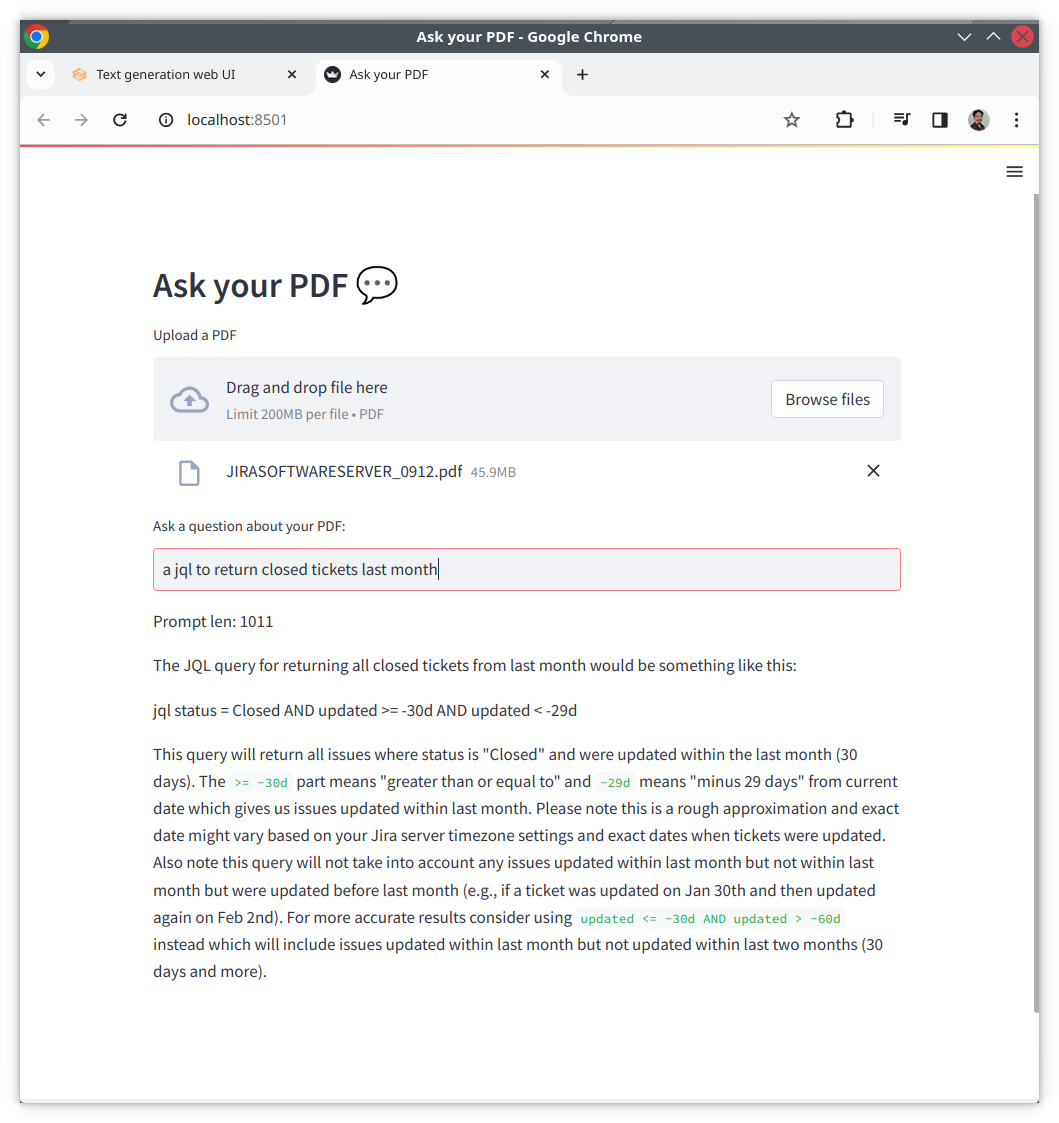 Ask your PDF - Google Chrome
Text generation web UI
Ask your PDF
localhost:8501
Ask your PDF
Upload a PDF
Drag and drop file here
Limit 200MB per file • PDF
Browse files
JIRASOFTWARESERVER_0912.pdf 45.9MB
Ask a question about your PDF:
a jql to return closed tickets last month
Prompt len: 1011
The JQL query for returning all closed tickets from last month would be something like this:
jql status = Closed AND updated >= -30d AND updated < -29d
This query will return all issues where status is "Closed" and were updated within the last month (30
days). The >= -30d part means "greater than or equal to" and -29d means "minus 29 days" from current
date which gives us issues updated within last month. Please note this is a rough approximation and exact
date might vary based on your Jira server timezone settings and exact dates when tickets were updated.
Also note this query will not take into account any issues updated within last month but not within last
month but were updated before last month (e.g., if a ticket was updated on Jan 30th and then updated
again on Feb 2nd). For more accurate results consider using updated <= -30d AND updated > -60d
instead which will include issues updated within last month but not updated within last two months (30
days and more).